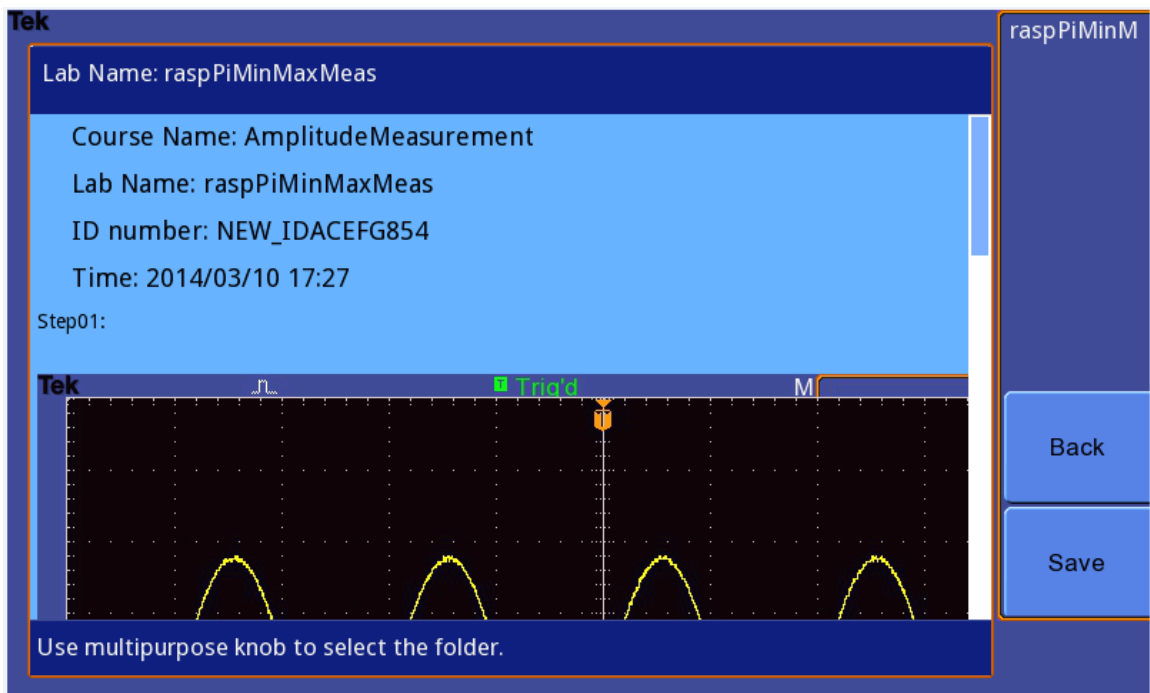 Tek
raspPiMinM
Lab Name: raspPiMinMaxMeas
Course Name: AmplitudeMeasurement
Lab Name: raspPiMinMaxMeas
ID number: NEW_IDACEFG854
Time: 2014/03/10 17:27
Step01:
Tek T Trig'd M
Back
Save
Use multipurpose knob to select the folder.